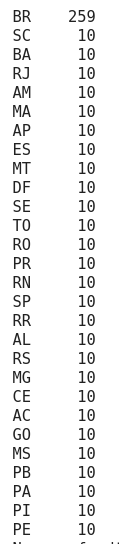 BR    259
SC     10
BA     10
RJ     10
AM     10
MA     10
AP     10
ES     10
MT     10
DF     10
SE     10
TO     10
RO     10
PR     10
RN     10
SP     10
RR     10
AL     10
RS     10
MG     10
CE     10
AC     10
GO     10
MS     10
PB     10
PA     10
PI     10
PE     10